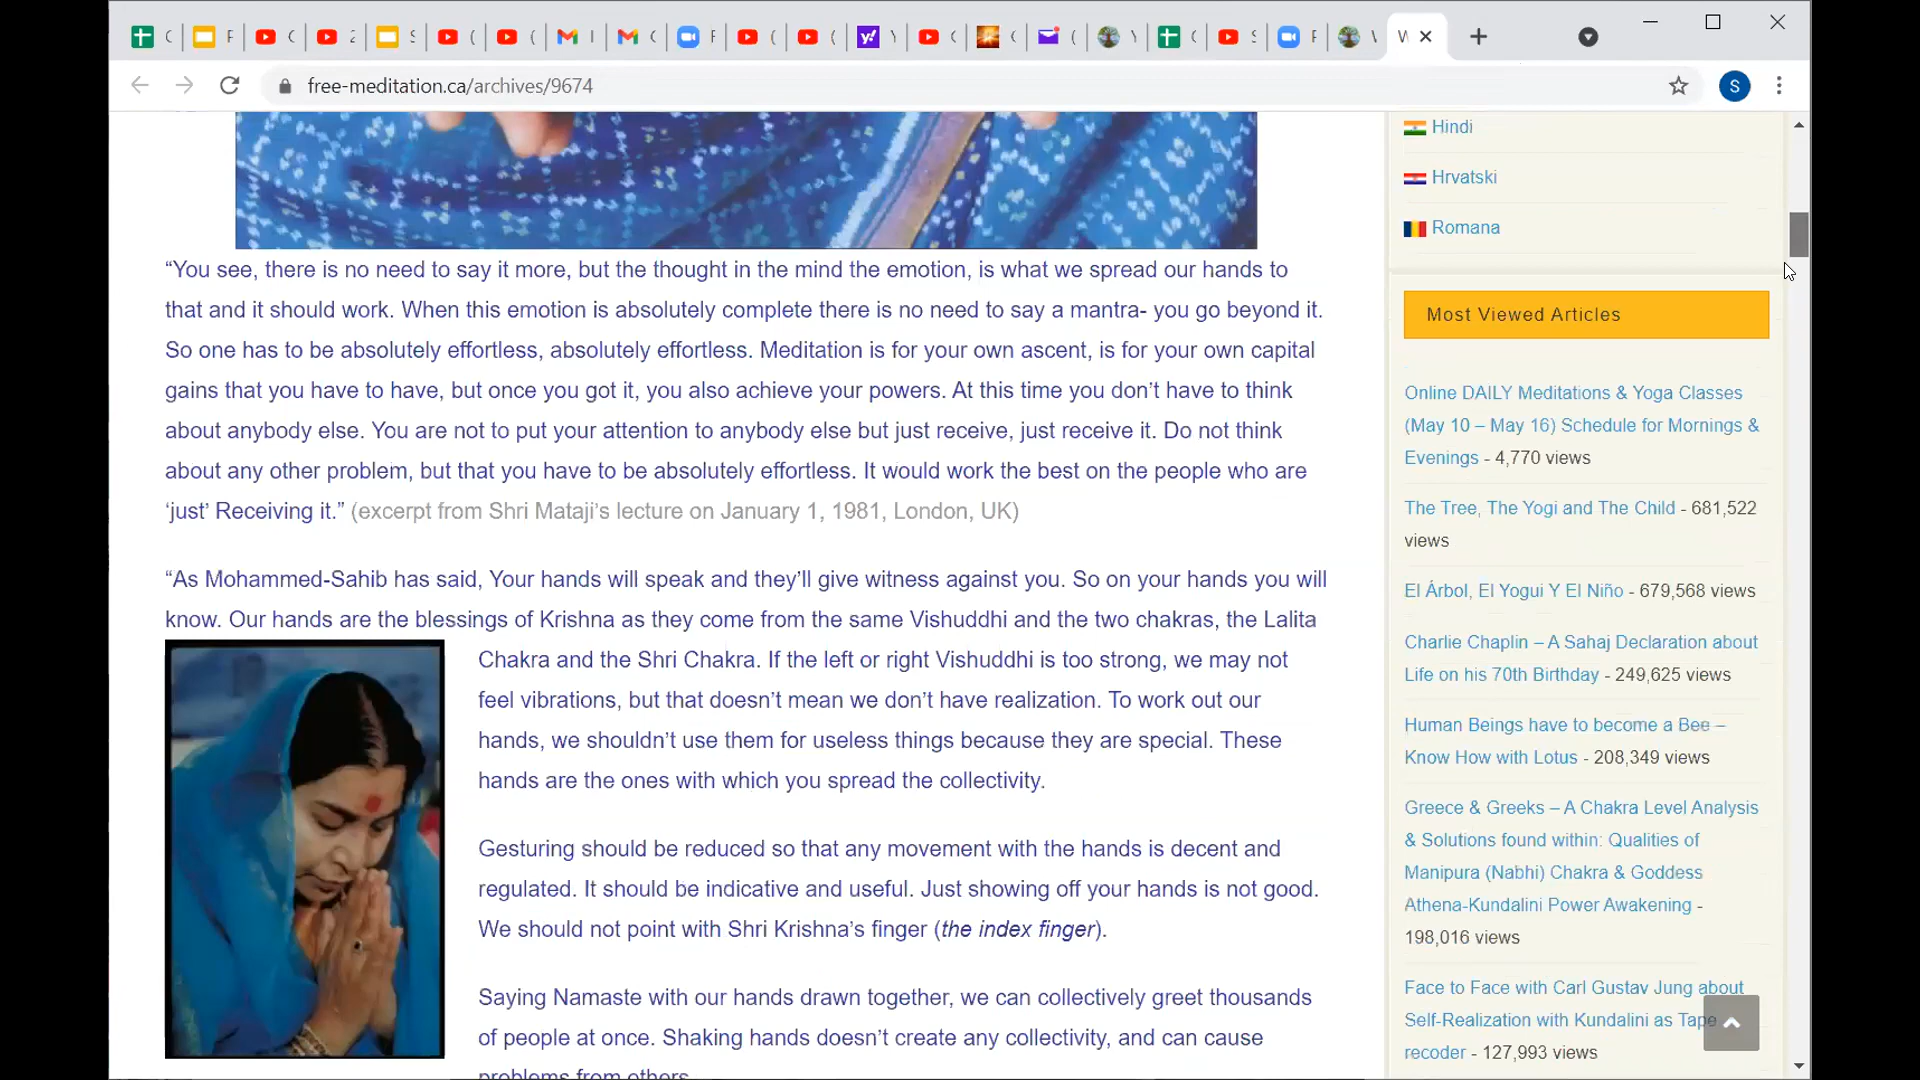 free-meditation.ca/archives/9674
S
“You see, there is no need to say it more, but the thought in the mind the emotion, is what we spread our hands to
that and it should work. When this emotion is absolutely complete there is no need to say a mantra- you go beyond it.
So one has to be absolutely effortless, absolutely effortless. Meditation is for your own ascent, is for your own capital
gains that you have to have, but once you got it, you also achieve your powers. At this time you don’t have to think
about anybody else. You are not to put your attention to anybody else but just receive, just receive it. Do not think
about any other problem, but that you have to be absolutely effortless. It would work the best on the people who are
‘just’ Receiving it.” (excerpt from Shri Mataji’s lecture on January 1, 1981, London, UK)
“As Mohammed-Sahib has said, Your hands will speak and they’ll give witness against you. So on your hands you will
know. Our hands are the blessings of Krishna as they come from the same Vishuddhi and the two chakras, the Lalita
Chakra and the Shri Chakra. If the left or right Vishuddhi is too strong, we may not
feel vibrations, but that doesn’t mean we don’t have realization. To work out our
hands, we shouldn’t use them for useless things because they are special. These
hands are the ones with which you spread the collectivity.
Gesturing should be reduced so that any movement with the hands is decent and
regulated. It should be indicative and useful. Just showing off your hands is not good.
We should not point with Shri Krishna’s finger (the index finger).
Saying Namaste with our hands drawn together, we can collectively greet thousands
of people at once. Shaking hands doesn’t create any collectivity, and can cause
problems from others
Hindi
Hrvatski
Romana
Most Viewed Articles
Online DAILY Meditations & Yoga Classes
(May 10 – May 16) Schedule for Mornings &
Evenings - 4,770 views
The Tree, The Yogi and The Child - 681,522
views
El Árbol, El Yogui Y El Niño - 679,568 views
Charlie Chaplin – A Sahaj Declaration about
Life on his 70th Birthday - 249,625 views
Human Beings have to become a Bee –
Know How with Lotus - 208,349 views
Greece & Greeks – A Chakra Level Analysis
& Solutions found within: Qualities of
Manipura (Nabhi) Chakra & Goddess
Athena-Kundalini Power Awakening -
198,016 views
Face to Face with Carl Gustav Jung about
Self-Realization with Kundalini as Tape
recoder - 127,993 views